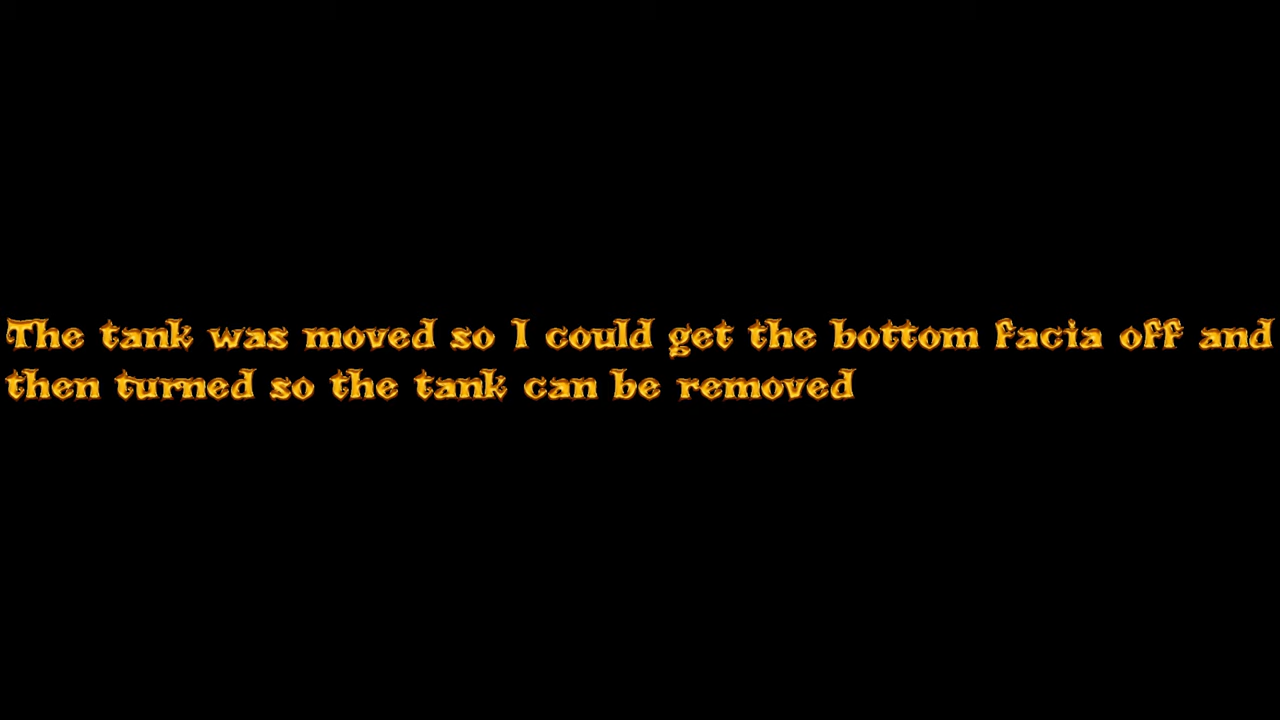 The tank was moved so I could get the bottom facia off and
then turned so the tank can be removed